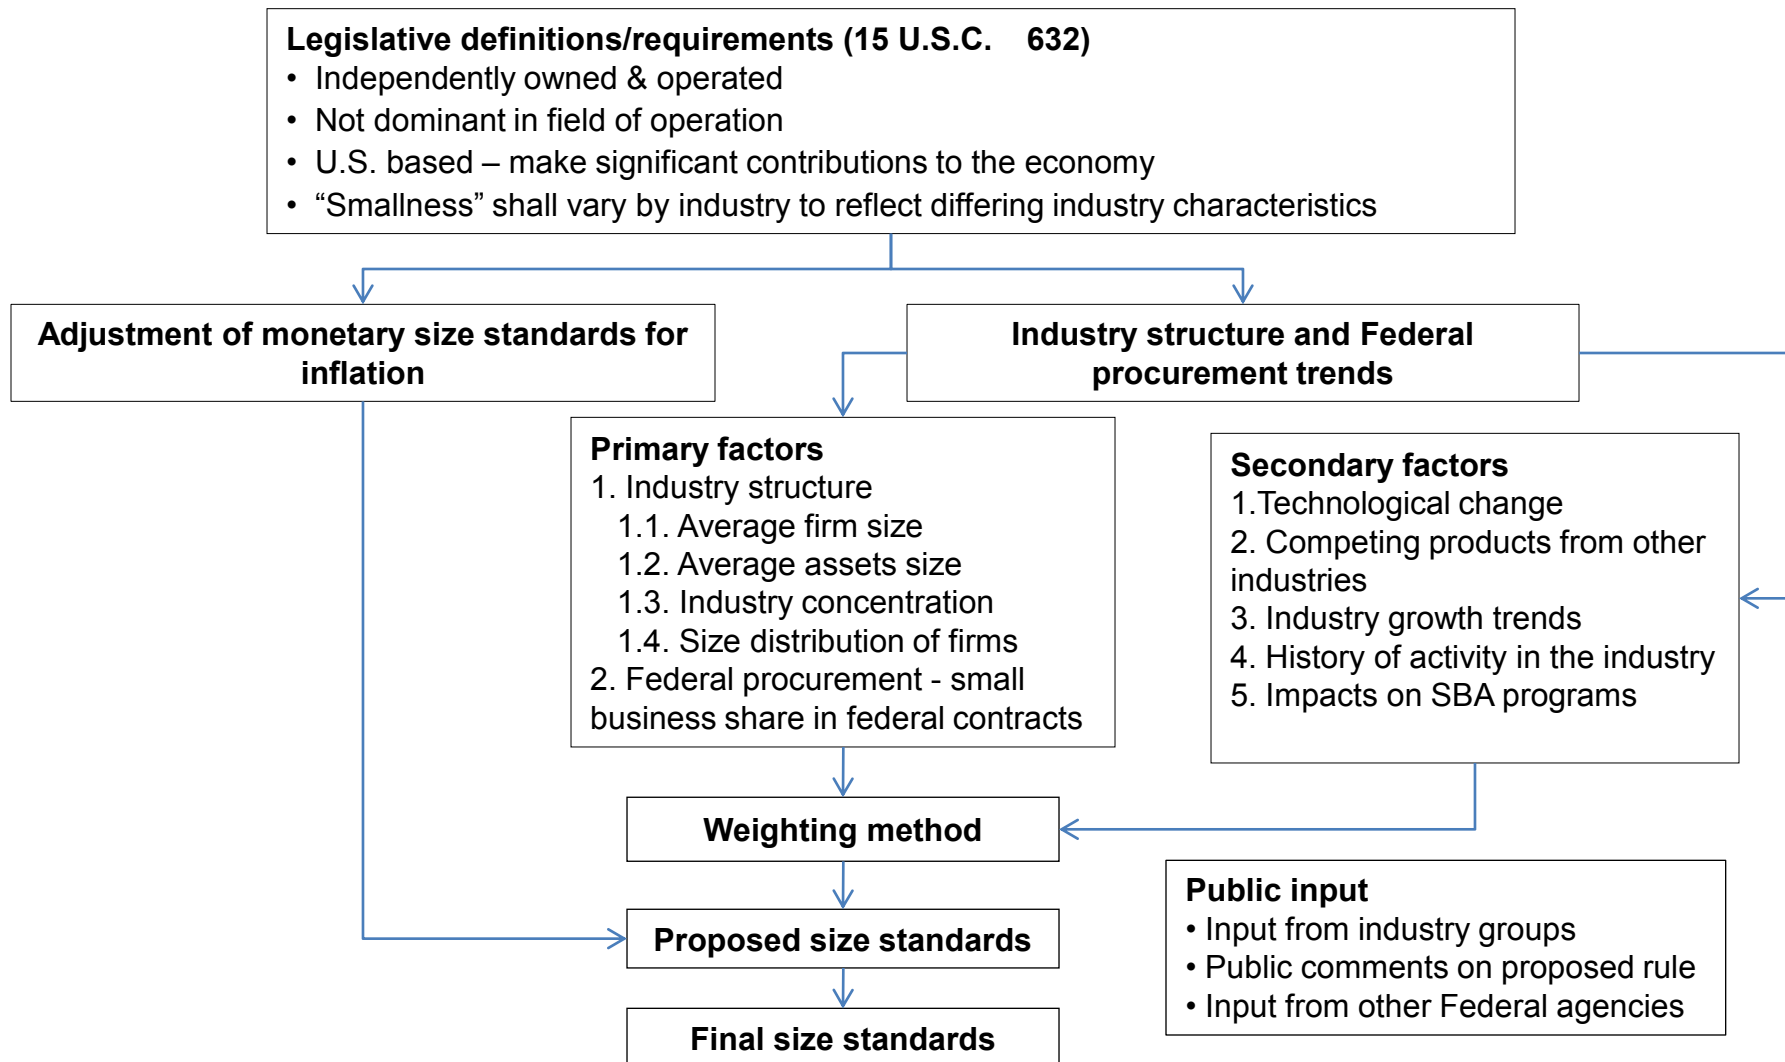 Legislative definitions/requirements (15 U.S.C. 632)
• Independently owned & operated
• Not dominant in field of operation
• U.S. based – make significant contributions to the economy
• “Smallness” shall vary by industry to reflect differing industry characteristics
Adjustment of monetary size standards for
inflation
Industry structure and Federal
procurement trends
Primary factors
1. Industry structure
1.1. Average firm size
1.2. Average assets size
1.3. Industry concentration
1.4. Size distribution of firms
2. Federal procurement - small
business share in federal contracts
Secondary factors
1.Technological change
2. Competing products from other
industries
3. Industry growth trends
4. History of activity in the industry
5. Impacts on SBA programs
Weighting method
Public input
• Input from industry groups
• Public comments on proposed rule
• Input from other Federal agencies
Proposed size standards
Final size standards